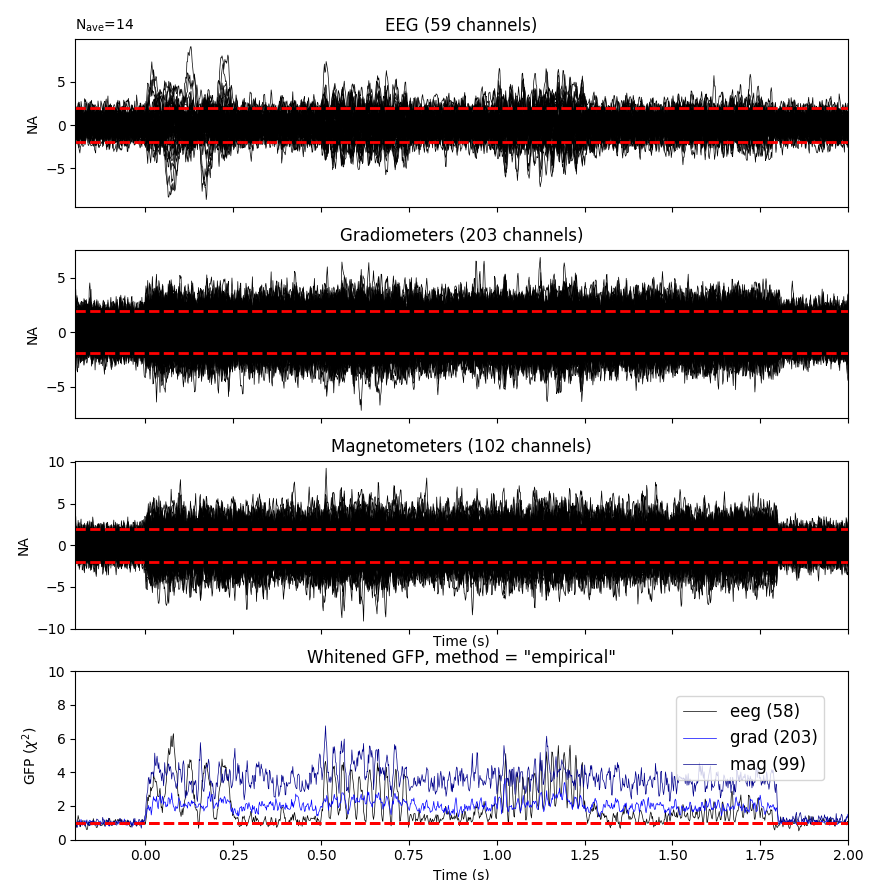 N_ave=14
EEG (59 channels)
5
0
−5
NA
Gradiometers (203 channels)
5
0
−5
NA
Magnetometers (102 channels)
10
5
0
−5
−10
NA
Time (s)
Whitened GFP, method = "empirical"
10
8
6
4
2
0
GFP (χ²)
eeg (58)
grad (203)
mag (99)
0.00 0.25 0.50 0.75 1.00 1.25 1.50 1.75 2.00
Time (s)